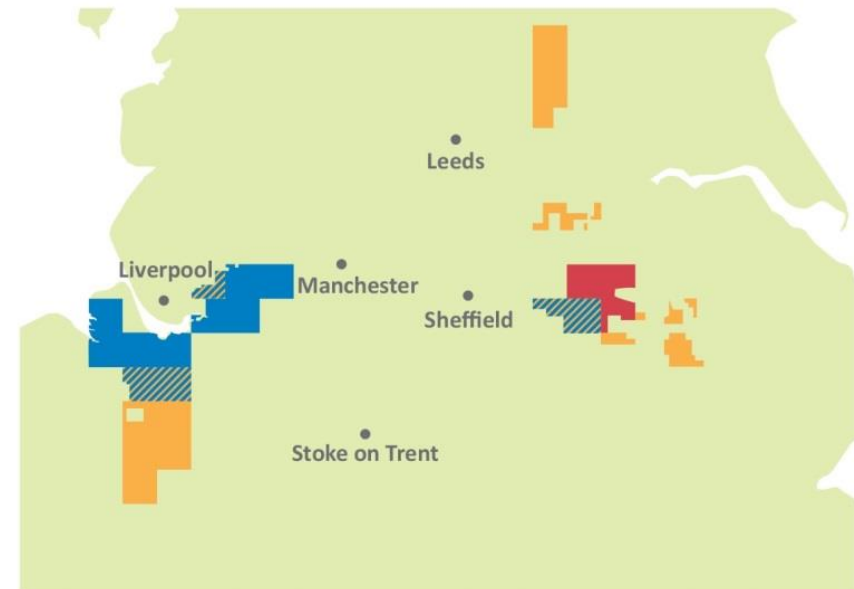 Leeds
Liverpool
Manchester
Sheffield
Stoke on Trent